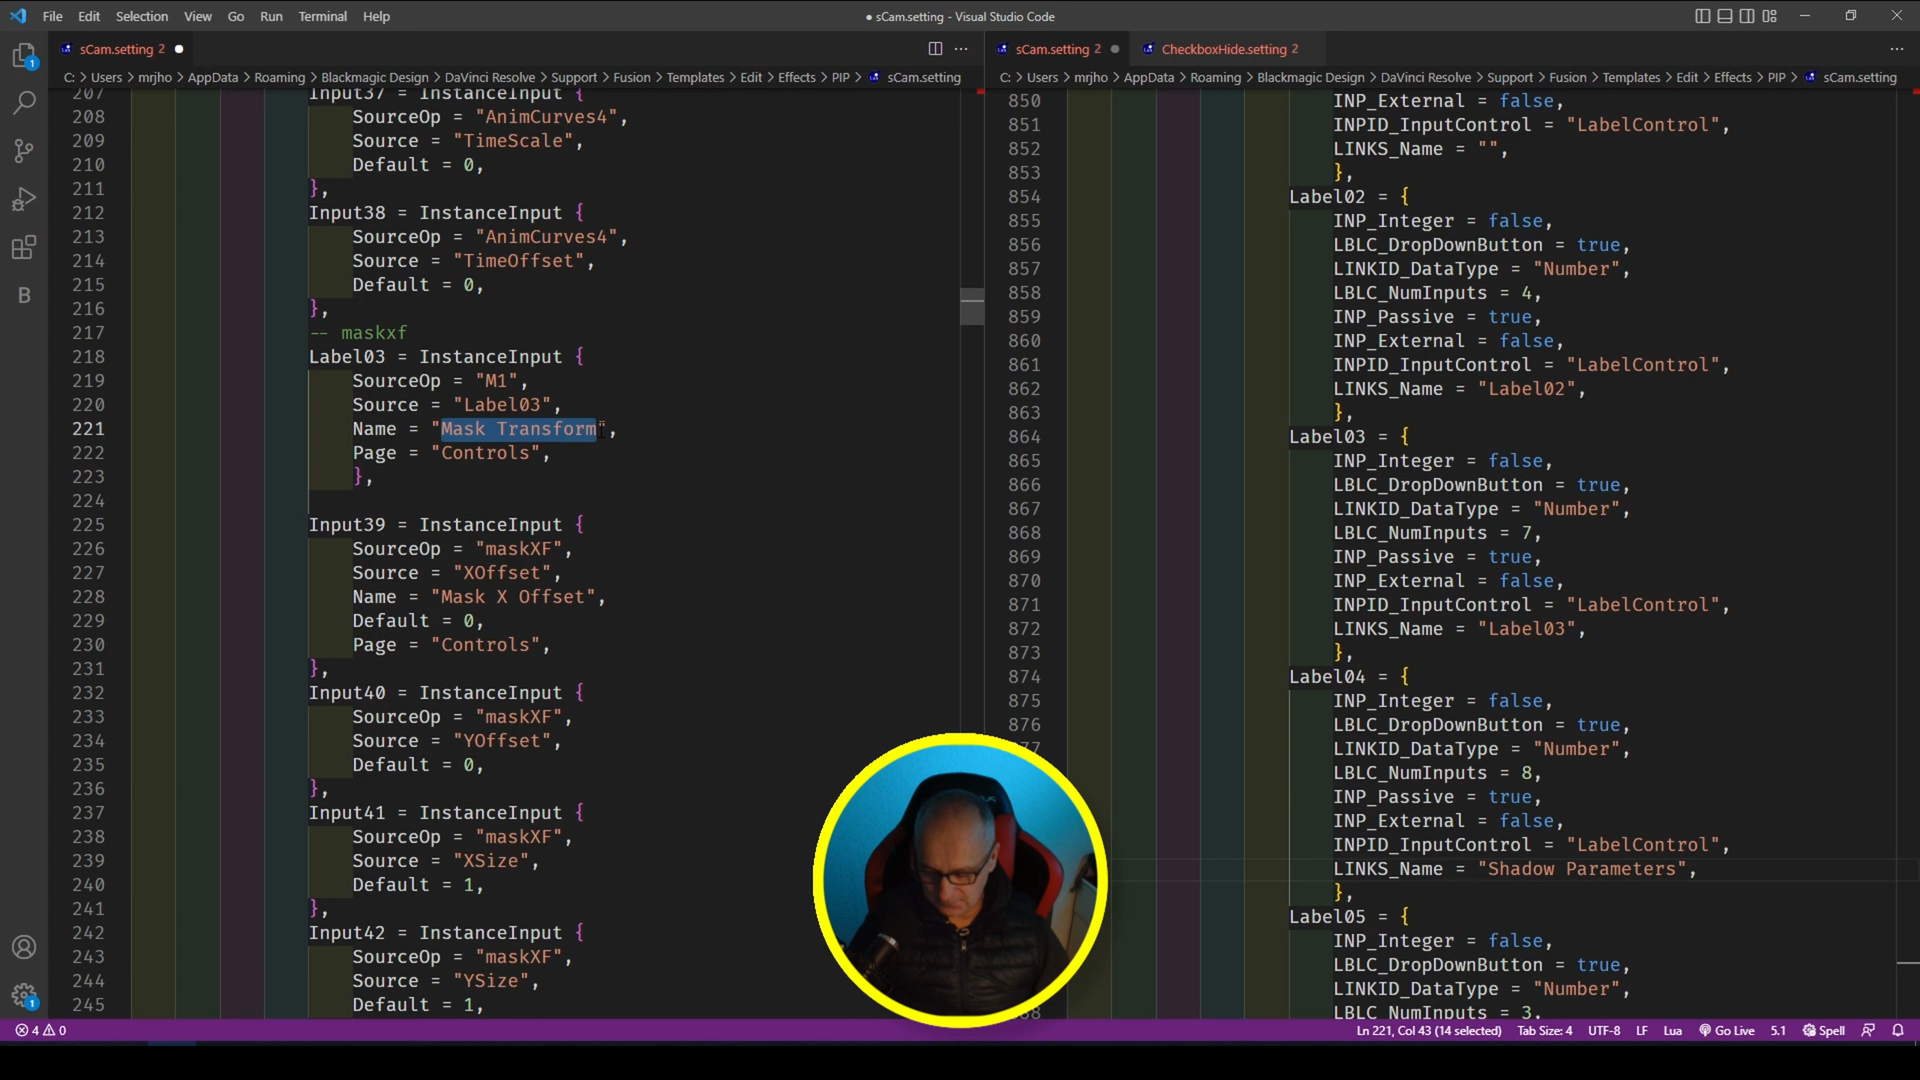 File Edit Selection View Go Run Terminal Help
● sCam.setting - Visual Studio Code
sCam.setting 2
C: > Users > mrjho > AppData > Roaming > Blackmagic Design > DaVinci Resolve > Support > Fusion > Templates > Edit > Effects > PIP > sCam.setting
207 Input37 = InstanceInput {
208 SourceOp = "AnimCurves4",
209 Source = "TimeScale",
210 Default = 0,
211 },
212 Input38 = InstanceInput {
213 SourceOp = "AnimCurves4",
214 Source = "TimeOffset",
215 Default = 0,
216 },
217 -- maskxf
218 Label03 = InstanceInput {
219 SourceOp = "M1",
220 Source = "Label03",
221 Name = "Mask Transform",
222 Page = "Controls",
223 },
224
225 Input39 = InstanceInput {
226 SourceOp = "maskXF",
227 Source = "XOffset",
228 Name = "Mask X Offset",
229 Default = 0,
230 Page = "Controls",
231 },
232 Input40 = InstanceInput {
233 SourceOp = "maskXF",
234 Source = "YOffset",
235 Default = 0,
236 },
237 Input41 = InstanceInput {
238 SourceOp = "maskXF",
239 Source = "XSize",
240 Default = 1,
241 },
242 Input42 = InstanceInput {
243 SourceOp = "maskXF",
244 Source = "YSize",
245 Default = 1,
sCam.setting 2 CheckboxHide.setting 2
C: > Users > mrjho > AppData > Roaming > Blackmagic Design > DaVinci Resolve > Support > Fusion > Templates > Edit > Effects > PIP > sCam.setting
850 INP_External = false,
851 INPID_InputControl = "LabelControl",
852 LINKS_Name = "",
853 },
854 Label02 = {
855 INP_Integer = false,
856 LBLC_DropDownButton = true,
857 LINKID_DataType = "Number",
858 LBLC_NumInputs = 4,
859 INP_Passive = true,
860 INP_External = false,
861 INPID_InputControl = "LabelControl",
862 LINKS_Name = "Label02",
863 },
864 Label03 = {
865 INP_Integer = false,
866 LBLC_DropDownButton = true,
867 LINKID_DataType = "Number",
868 LBLC_NumInputs = 7,
869 INP_Passive = true,
870 INP_External = false,
871 INPID_InputControl = "LabelControl",
872 LINKS_Name = "Label03",
873 },
874 Label04 = {
875 INP_Integer = false,
876 LBLC_DropDownButton = true,
LINKID_DataType = "Number",
LBLC_NumInputs = 8,
INP_Passive = true,
INP_External = false,
INPID_InputControl = "LabelControl",
LINKS_Name = "Shadow Parameters",
},
Label05 = {
INP_Integer = false,
LBLC_DropDownButton = true,
LINKID_DataType = "Number",
LBLC_NumInputs = 3,
4 0
Ln 221, Col 43 (14 selected) Tab Size: 4 UTF-8 LF Lua Go Live 5.1 Spell